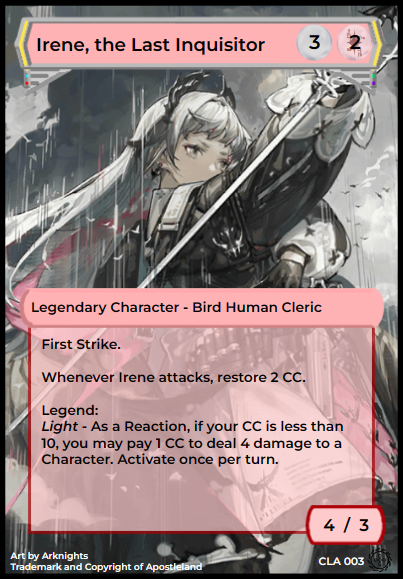 Irene, the Last Inquisitor 3 2
Legendary Character - Bird Human Cleric
First Strike.
Whenever Irene attacks, restore 2 CC.
Legend:
Light - As a Reaction, if your CC is less than
10, you may pay 1 CC to deal 4 damage to a
Character. Activate once per turn.
4 / 3
Art by Arknights
Trademark and Copyright of Apostleland
CLA 003